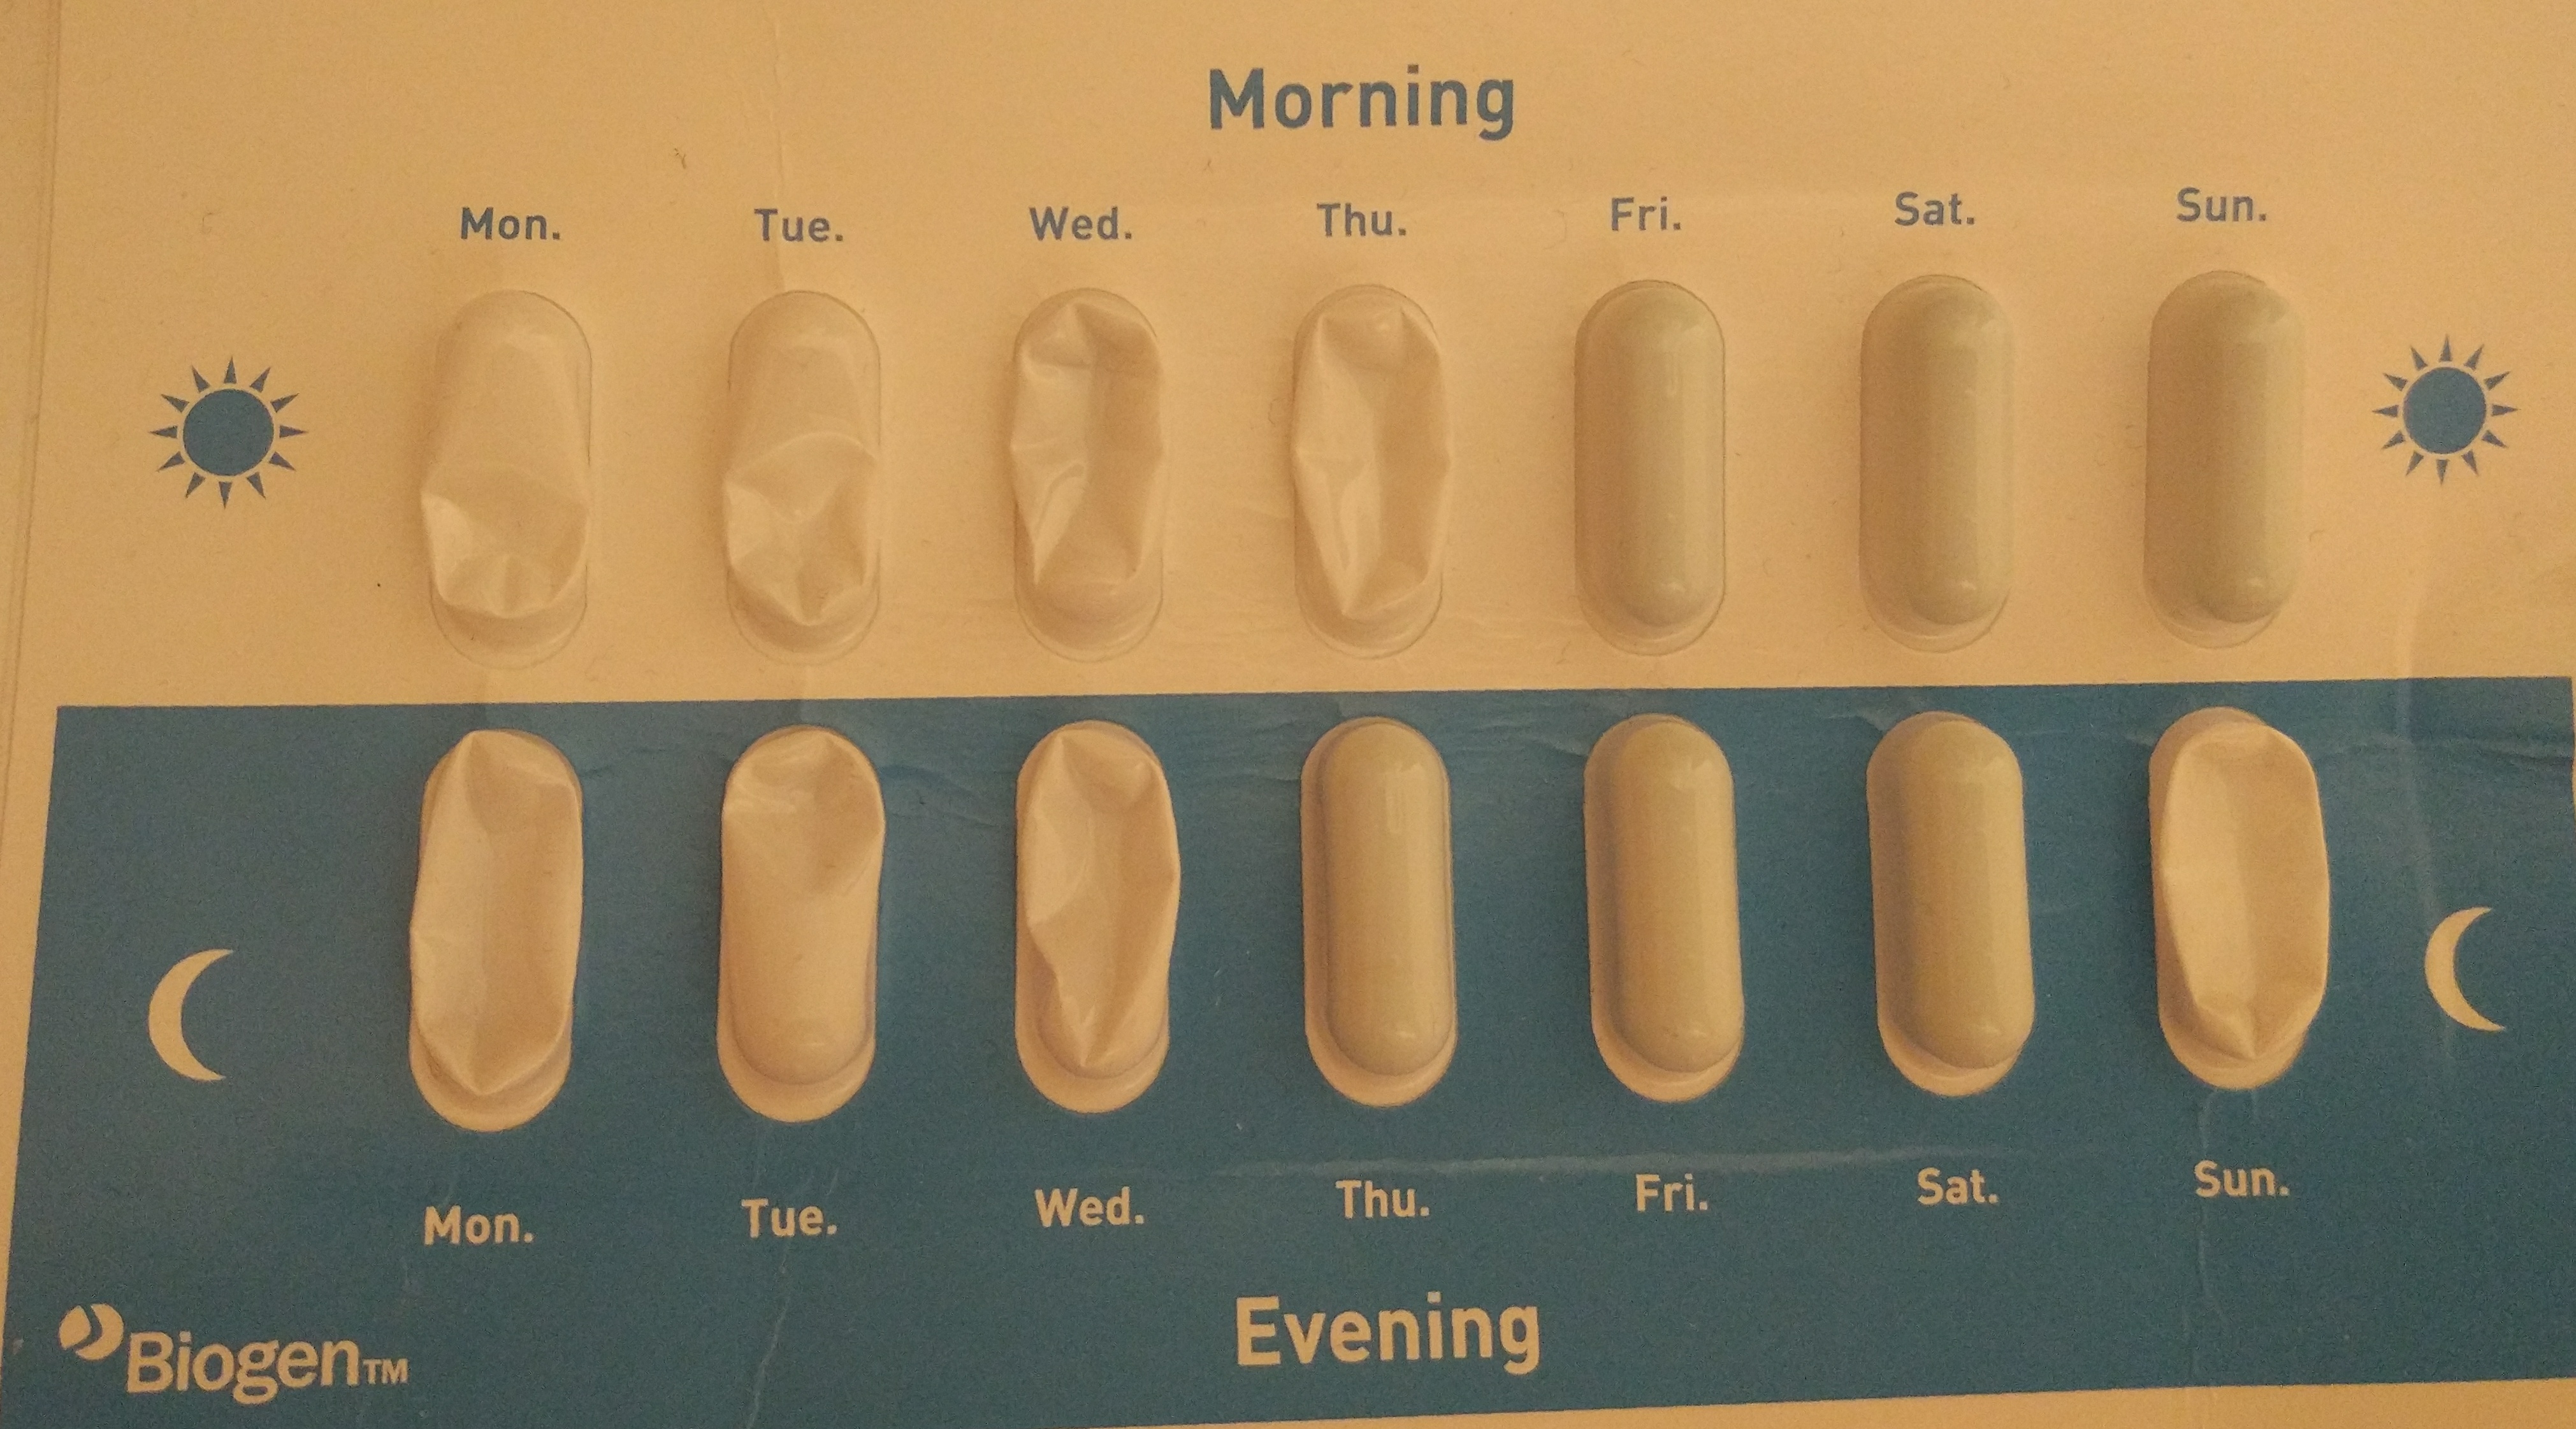 Morning
Mon. Tue. Wed. Thu. Fri. Sat. Sun.
Mon. Tue. Wed. Thu. Fri. Sat. Sun.
Evening
Biogen™